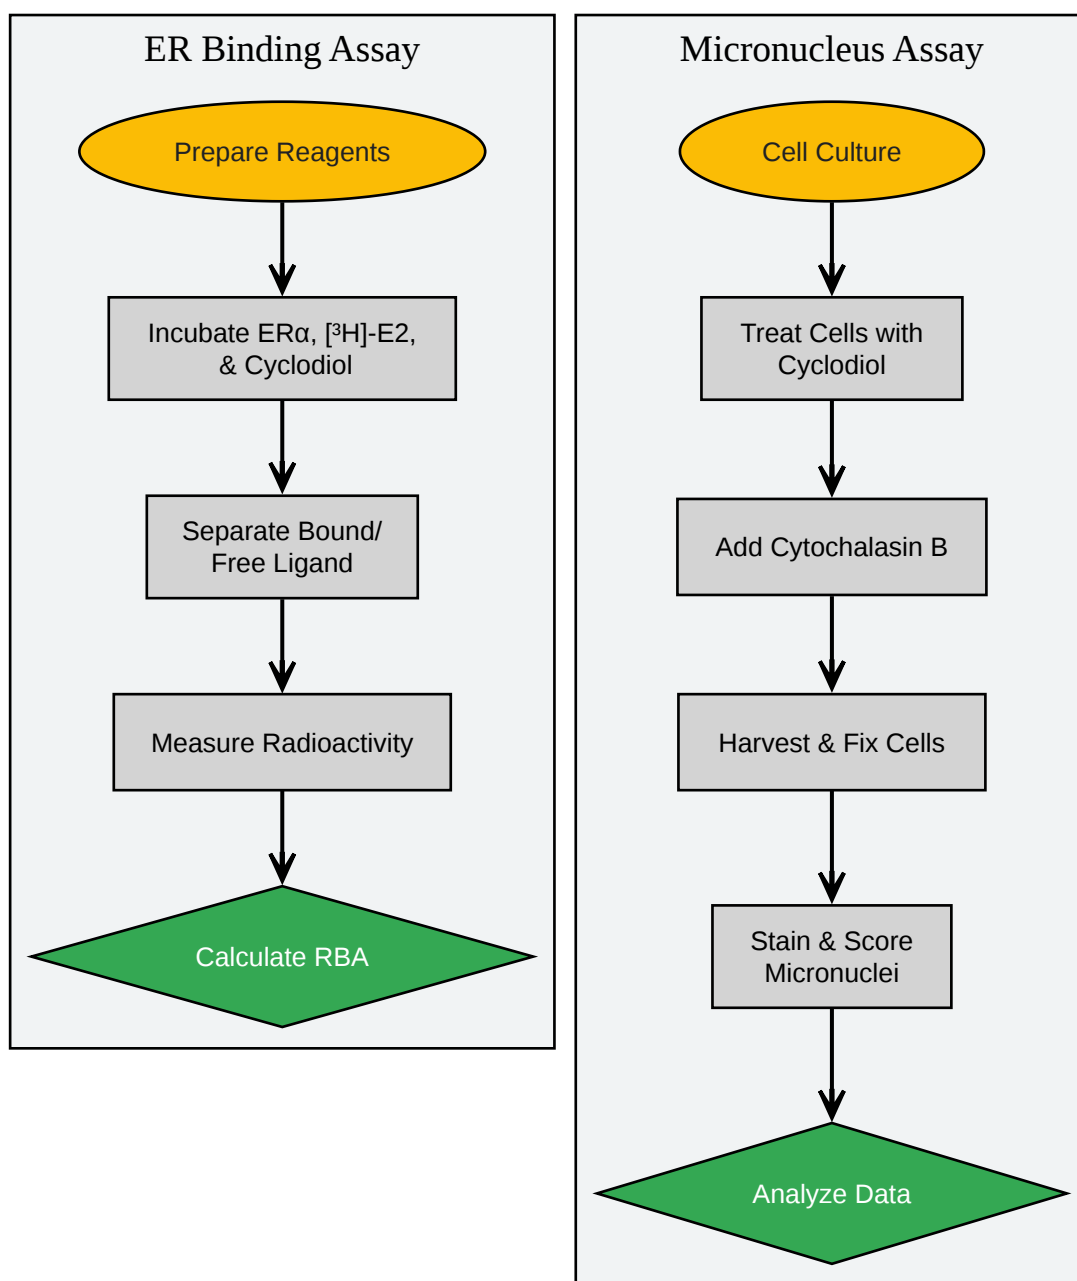 ER Binding Assay
Prepare Reagents
Incubate ERα, [³H]-E2,
& Cyclodiol
Separate Bound/
Free Ligand
Measure Radioactivity
Calculate RBA
Micronucleus Assay
Cell Culture
Treat Cells with
Cyclodiol
Add Cytochalasin B
Harvest & Fix Cells
Stain & Score
Micronuclei
Analyze Data